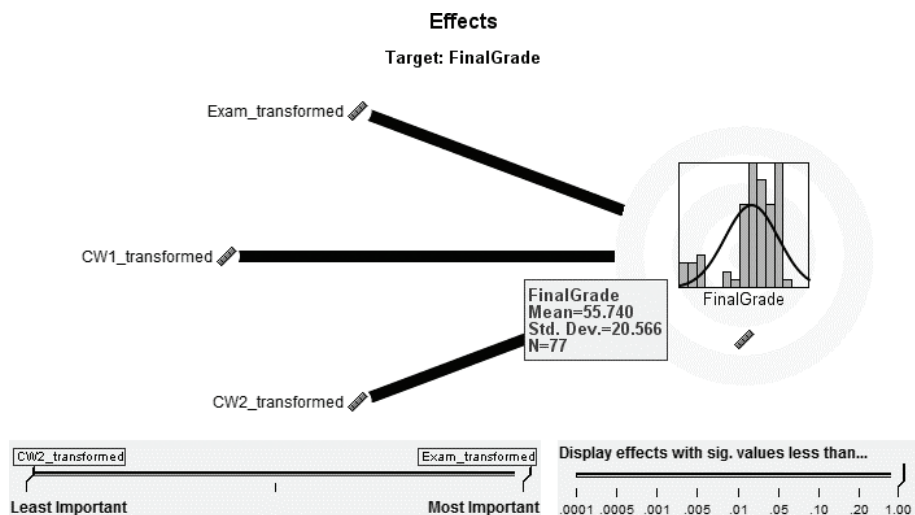 Effects
Target: FinalGrade
Exam_transformed
CW1_transformed
FinalGrade
FinalGrade
Mean=55.740
Std. Dev.=20.566
N=77
CW2_transformed
CW2_transformed
Exam_transformed
Least Important
Most Important
Display effects with sig. values less than...
.0001 .0005 .001 .005 .01 .05 .10 .20 1.00